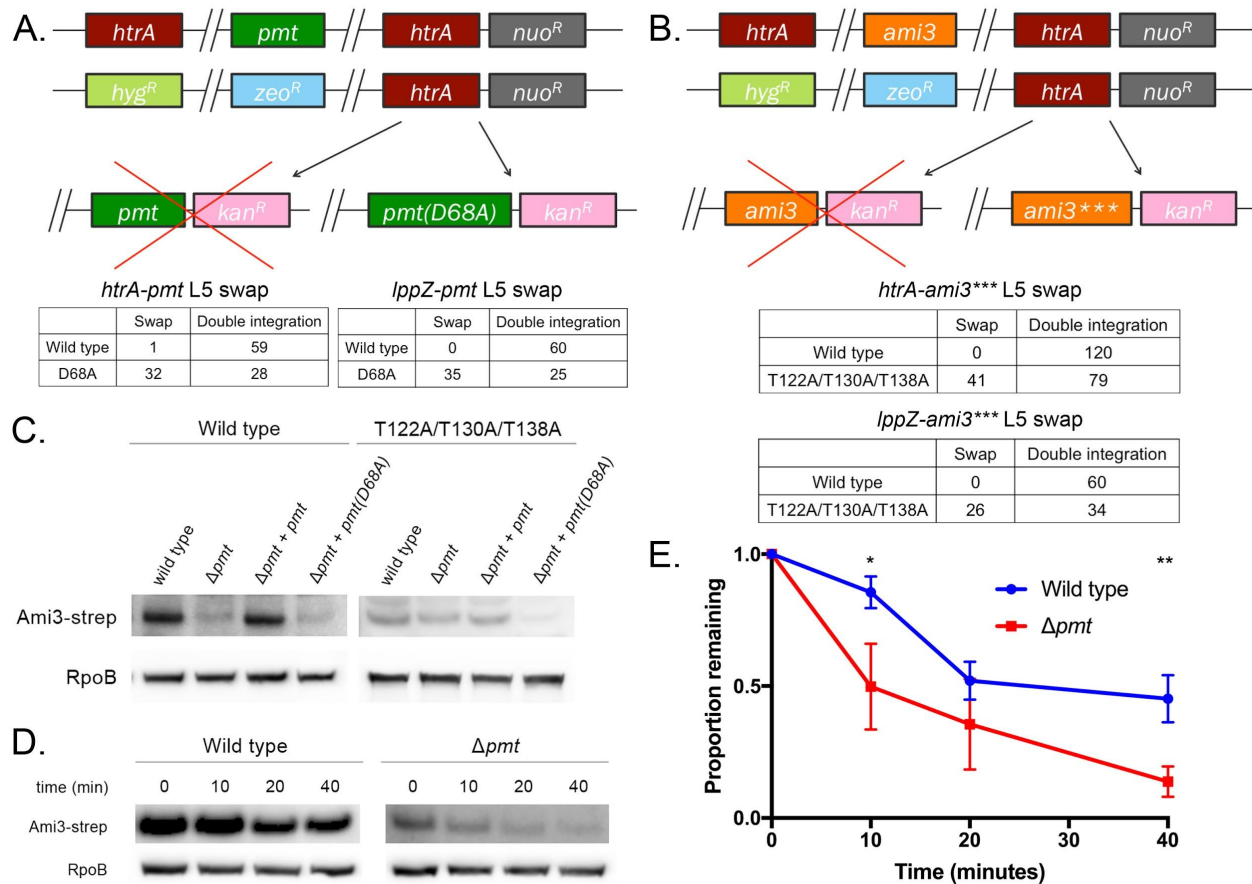 A.
htrA pmt htrA nuoR
hygR zeoR htrA nuoR
pmt kanR pmt(D68A) kanR
htrA-pmt L5 swap
Swap Double integration
Wild type 1 59
D68A 32 28
lppZ-pmt L5 swap
Swap Double integration
Wild type 0 60
D68A 35 25
B.
htrA ami3 htrA nuoR
hygR zeoR htrA nuoR
ami3 kanR ami3*** kanR
htrA-ami3*** L5 swap
Swap Double integration
Wild type 0 120
T122A/T130A/T138A 41 79
lppZ-ami3*** L5 swap
Swap Double integration
Wild type 0 60
T122A/T130A/T138A 26 34
C.
Wild type T122A/T130A/T138A
wild type Δpmt Δpmt + pmt Δpmt + pmt(D68A) wild type Δpmt Δpmt + pmt Δpmt + pmt(D68A)
Ami3-strep
RpoB
D.
Wild type Δpmt
time (min) 0 10 20 40 0 10 20 40
Ami3-strep
RpoB
E.
1.0
0.5
0.0
Proportion remaining
* **
Wild type
Δpmt
0 10 20 30 40
Time (minutes)